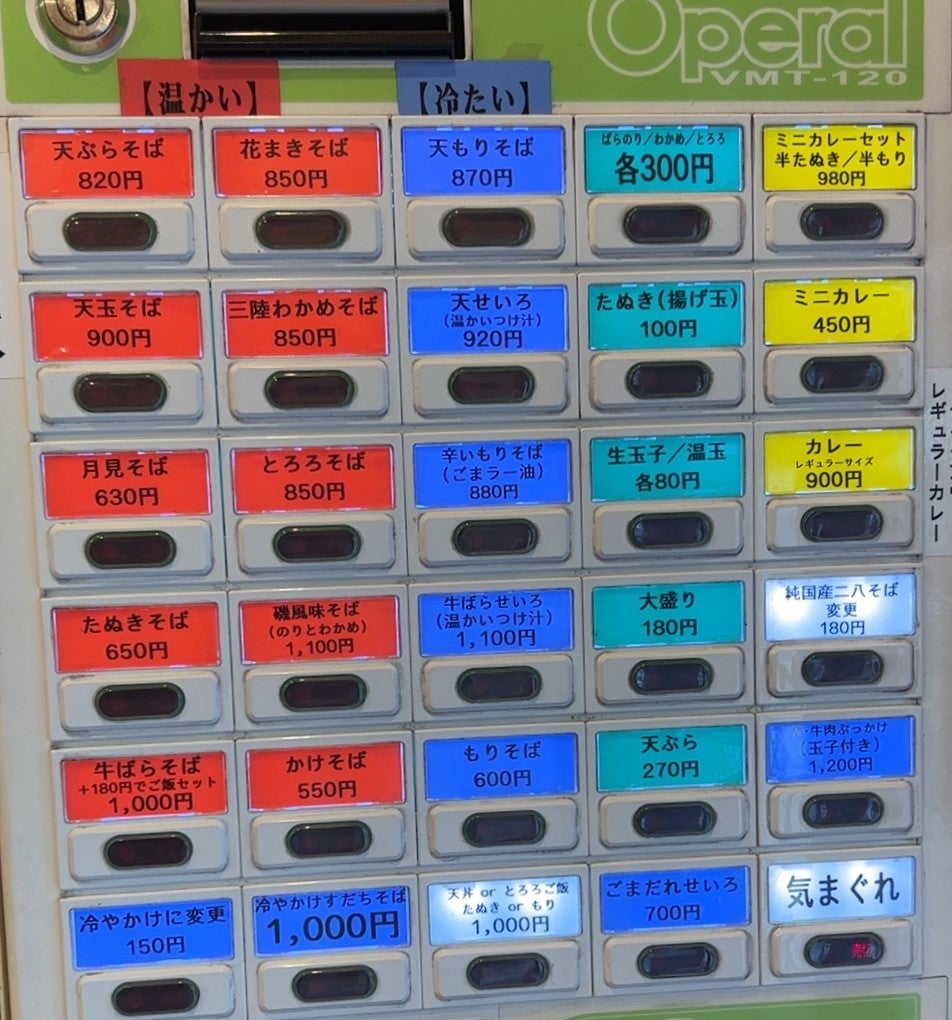 Operal
VMT-120
【温かい】
【冷たい】
天ぷらそば
820円
花まきそば
850円
天もりそば
870円
ばらのり/わかめ/とろろ
各300円
ミニカレーセット
半たぬき/半もり
980円
天玉そば
900円
三陸わかめそば
850円
天せいろ
(温かいつけ汁)
920円
たぬき(揚げ玉)
100円
ミニカレー
450円
月見そば
630円
とろろそば
850円
辛いもりそば
(ごまラー油)
880円
生玉子/温玉
各80円
カレー
レギュラーサイズ
900円
レギュラーカレー
たぬきそば
650円
磯風味そば
(のりとわかめ)
1,100円
牛ばらせいろ
(温かいつけ汁)
1,100円
大盛り
180円
純国産二八そば
変更
180円
牛ばらそば
+180円でご飯セット
1,000円
かけそば
550円
もりそば
600円
天ぷら
270円
・牛肉ぶっかけ
(玉子付き)
1,200円
冷やかけに変更
150円
冷やかけすだちそば
1,000円
天丼 or とろろご飯
たぬき or もり
1,000円
ごまだれせいろ
700円
気まぐれ
売切